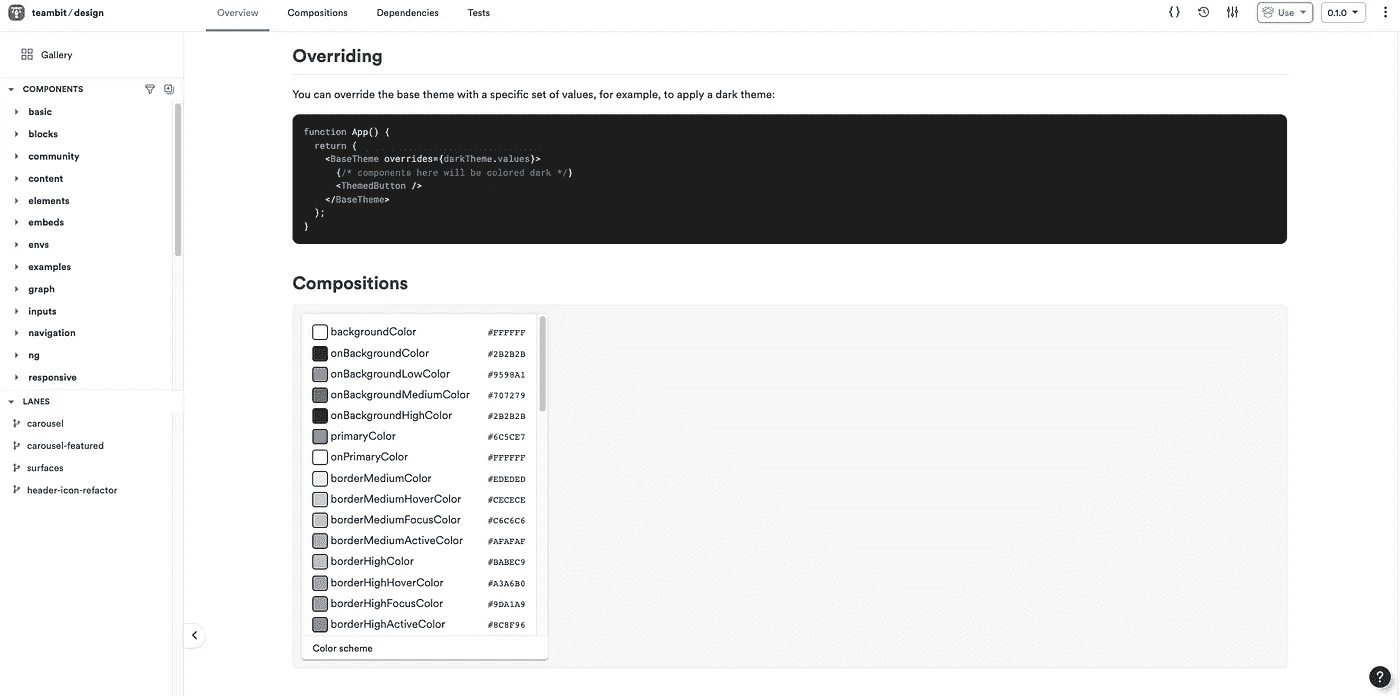 teambit / design
Overview
Compositions
Dependencies
Tests
Use
0.1.0
Gallery
COMPONENTS
basic
blocks
community
content
elements
embeds
envs
examples
graph
inputs
navigation
ng
responsive
LANES
carousel
carousel-featured
surfaces
header-icon-refactor
Overriding
You can override the base theme with a specific set of values, for example, to apply a dark theme:
function App() {
return (
<BaseTheme overrides={darkTheme.values}>
{/* components here will be colored dark */}
<ThemedButton />
</BaseTheme>
);
}
Compositions
backgroundColor #FFFFFF
onBackgroundColor #2B2B2B
onBackgroundLowColor #9598A1
onBackgroundMediumColor #707279
onBackgroundHighColor #2B2B2B
primaryColor #6C5CE7
onPrimaryColor #FFFFFF
borderMediumColor #EDEDED
borderMediumHoverColor #CECECE
borderMediumFocusColor #C6C6C6
borderMediumActiveColor #AFAFAF
borderHighColor #BABEC9
borderHighHoverColor #A3A6B0
borderHighFocusColor #9DA1A9
borderHighActiveColor #8C8F96
Color scheme
?